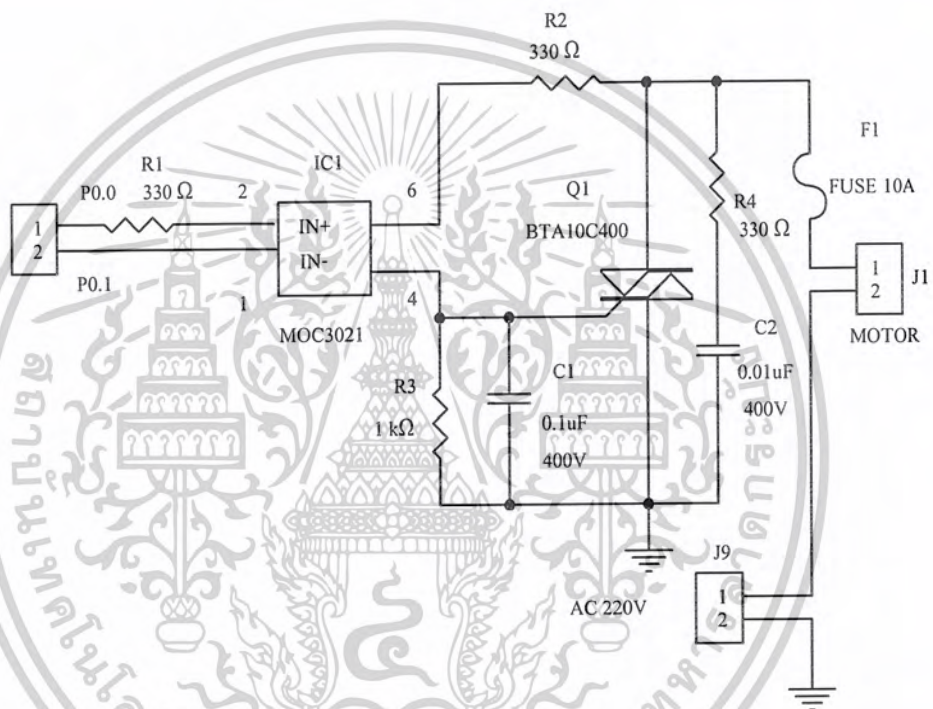 R2
330 Ω
F1
IC1
R1
330 Ω
P0.0
2
6
Q1
BTA10C400
R4
330 Ω
FUSE 10A
1
2
IN+
IN-
P0.1
1
4
MOC3021
1
2
J1
MOTOR
R3
1 kΩ
C1
0.1uF
400V
C2
0.01uF
400V
J9
AC 220V
1
2